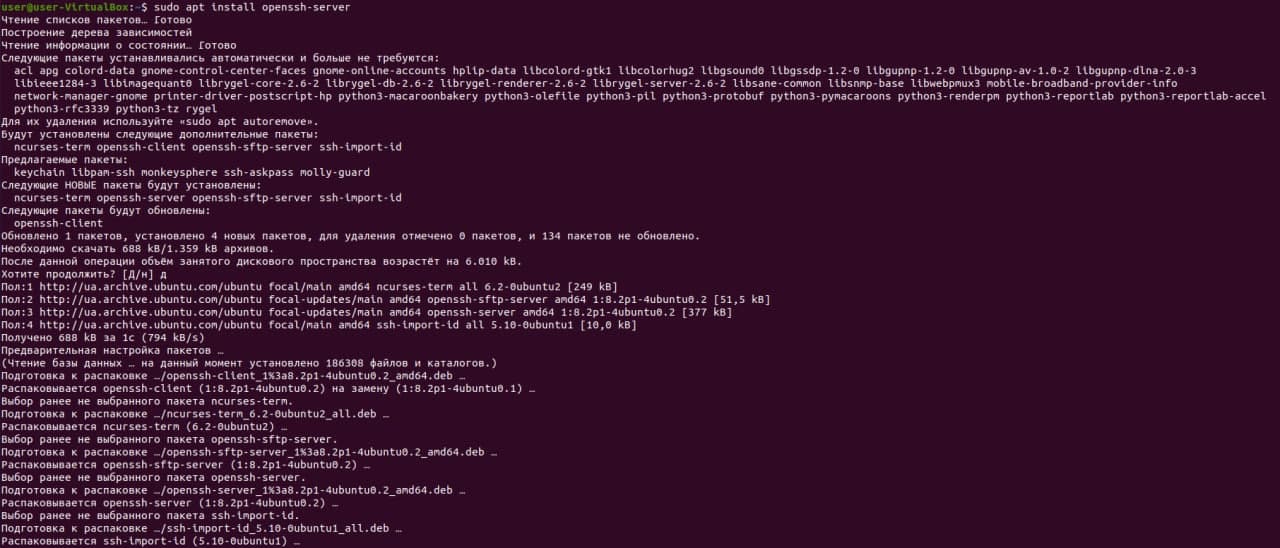 user@user-VirtualBox:~$ sudo apt install openssh-server
Чтение списков пакетов… Готово
Построение дерева зависимостей
Чтение информации о состоянии… Готово
Следующие пакеты устанавливались автоматически и больше не требуются:
  acl apg colord-data gnome-control-center-faces gnome-online-accounts hplip-data libcolord-gtk1 libcolorhug2 libgsound0 libgssdp-1.2-0 libgupnp-1.2-0 libgupnp-av-1.0-2 libgupnp-dlna-2.0-3
  libieee1284-3 libimagequant0 librygel-core-2.6-2 librygel-db-2.6-2 librygel-renderer-2.6-2 librygel-server-2.6-2 libsane-common libsnmp-base libwebpmux3 mobile-broadband-provider-info
  network-manager-gnome printer-driver-postscript-hp python3-macaroonbakery python3-olefile python3-pil python3-protobuf python3-pymacaroons python3-renderpm python3-reportlab python3-reportlab-accel
  python3-rfc3339 python3-tz rygel
Для их удаления используйте «sudo apt autoremove».
Будут установлены следующие дополнительные пакеты:
  ncurses-term openssh-client openssh-sftp-server ssh-import-id
Предлагаемые пакеты:
  keychain libpam-ssh monkeysphere ssh-askpass molly-guard
Следующие НОВЫЕ пакеты будут установлены:
  ncurses-term openssh-server openssh-sftp-server ssh-import-id
Следующие пакеты будут обновлены:
  openssh-client
Обновлено 1 пакетов, установлено 4 новых пакетов, для удаления отмечено 0 пакетов, и 134 пакетов не обновлено.
Необходимо скачать 688 kB/1.359 kB архивов.
После данной операции объём занятого дискового пространства возрастёт на 6.010 kB.
Хотите продолжить? [Д/н] д
Пол:1 http://ua.archive.ubuntu.com/ubuntu focal/main amd64 ncurses-term all 6.2-0ubuntu2 [249 kB]
Пол:2 http://ua.archive.ubuntu.com/ubuntu focal-updates/main amd64 openssh-sftp-server amd64 1:8.2p1-4ubuntu0.2 [51,5 kB]
Пол:3 http://ua.archive.ubuntu.com/ubuntu focal-updates/main amd64 openssh-server amd64 1:8.2p1-4ubuntu0.2 [377 kB]
Пол:4 http://ua.archive.ubuntu.com/ubuntu focal/main amd64 ssh-import-id all 5.10-0ubuntu1 [10,0 kB]
Получено 688 kB за 1с (794 kB/s)
Предварительная настройка пакетов …
(Чтение базы данных … на данный момент установлено 186308 файлов и каталогов.)
Подготовка к распаковке …/openssh-client_1%3a8.2p1-4ubuntu0.2_amd64.deb …
Распаковывается openssh-client (1:8.2p1-4ubuntu0.2) на замену (1:8.2p1-4ubuntu0.1) …
Выбор ранее не выбранного пакета ncurses-term.
Подготовка к распаковке …/ncurses-term_6.2-0ubuntu2_all.deb …
Распаковывается ncurses-term (6.2-0ubuntu2) …
Выбор ранее не выбранного пакета openssh-sftp-server.
Подготовка к распаковке …/openssh-sftp-server_1%3a8.2p1-4ubuntu0.2_amd64.deb …
Распаковывается openssh-sftp-server (1:8.2p1-4ubuntu0.2) …
Выбор ранее не выбранного пакета openssh-server.
Подготовка к распаковке …/openssh-server_1%3a8.2p1-4ubuntu0.2_amd64.deb …
Распаковывается openssh-server (1:8.2p1-4ubuntu0.2) …
Выбор ранее не выбранного пакета ssh-import-id.
Подготовка к распаковке …/ssh-import-id_5.10-0ubuntu1_all.deb …
Распаковывается ssh-import-id (5.10-0ubuntu1) …